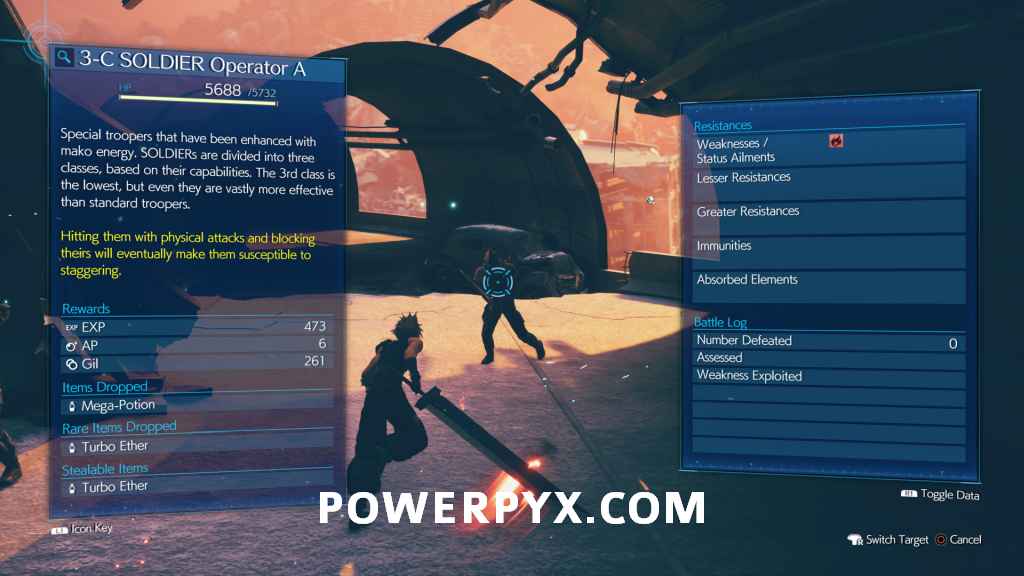 3-C SOLDIER Operator A
HP 5688 /5732
Special troopers that have been enhanced with
mako energy. SOLDIERs are divided into three
classes, based on their capabilities. The 3rd class is
the lowest, but even they are vastly more effective
than standard troopers.
Hitting them with physical attacks and blocking
theirs will eventually make them susceptible to
staggering.
Rewards
EXP EXP 473
AP 6
Gil 261
Items Dropped
Mega-Potion
Rare Items Dropped
Turbo Ether
Stealable Items
Turbo Ether
L1 Icon Key
Resistances
Weaknesses /
Status Ailments
Lesser Resistances
Greater Resistances
Immunities
Absorbed Elements
Battle Log
Number Defeated 0
Assessed
Weakness Exploited
Toggle Data
R Switch Target Cancel
POWERPYX.COM